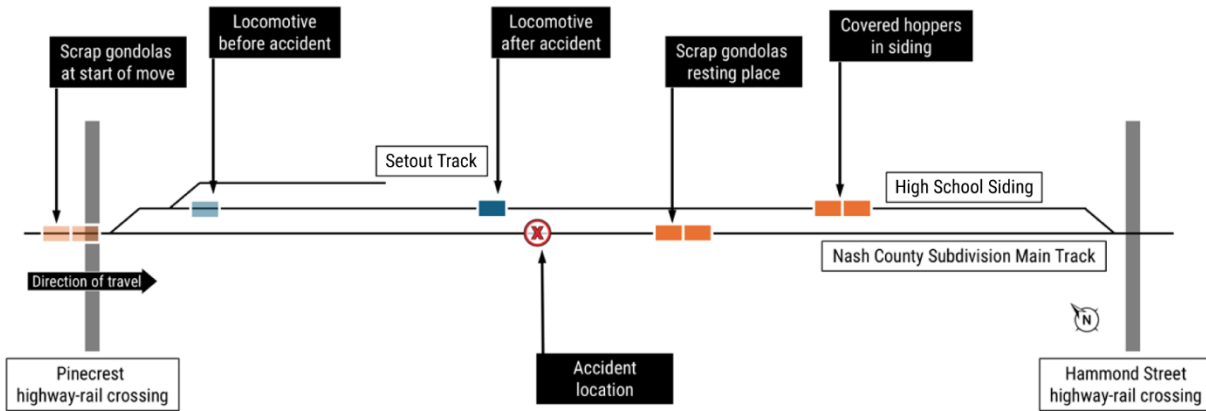 Scrap gondolas
at start of move
Locomotive
before accident
Locomotive
after accident
Scrap gondolas
resting place
Covered hoppers
in siding
Setout Track
High School Siding
X
Nash County Subdivision Main Track
Direction of travel
N
Pinecrest
highway-rail crossing
Accident
location
Hammond Street
highway-rail crossing